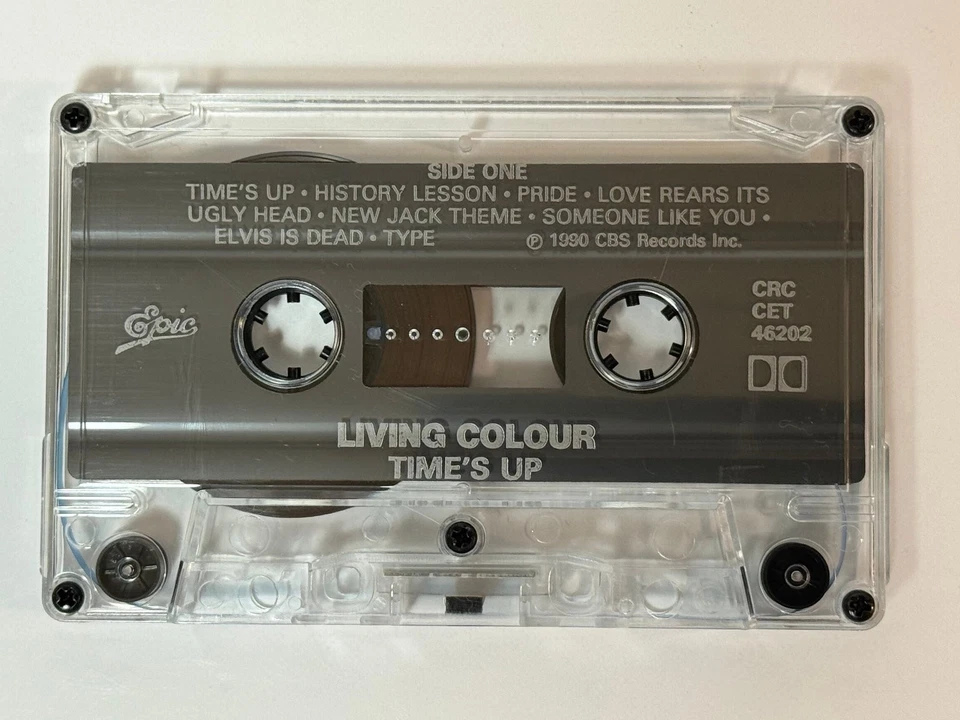 SIDE ONE
TIME'S UP • HISTORY LESSON • PRIDE • LOVE REARS ITS
UGLY HEAD • NEW JACK THEME • SOMEONE LIKE YOU •
ELVIS IS DEAD • TYPE
℗ 1990 CBS Records Inc.
Epic
CRC
CET
46202
LIVING COLOUR
TIME'S UP